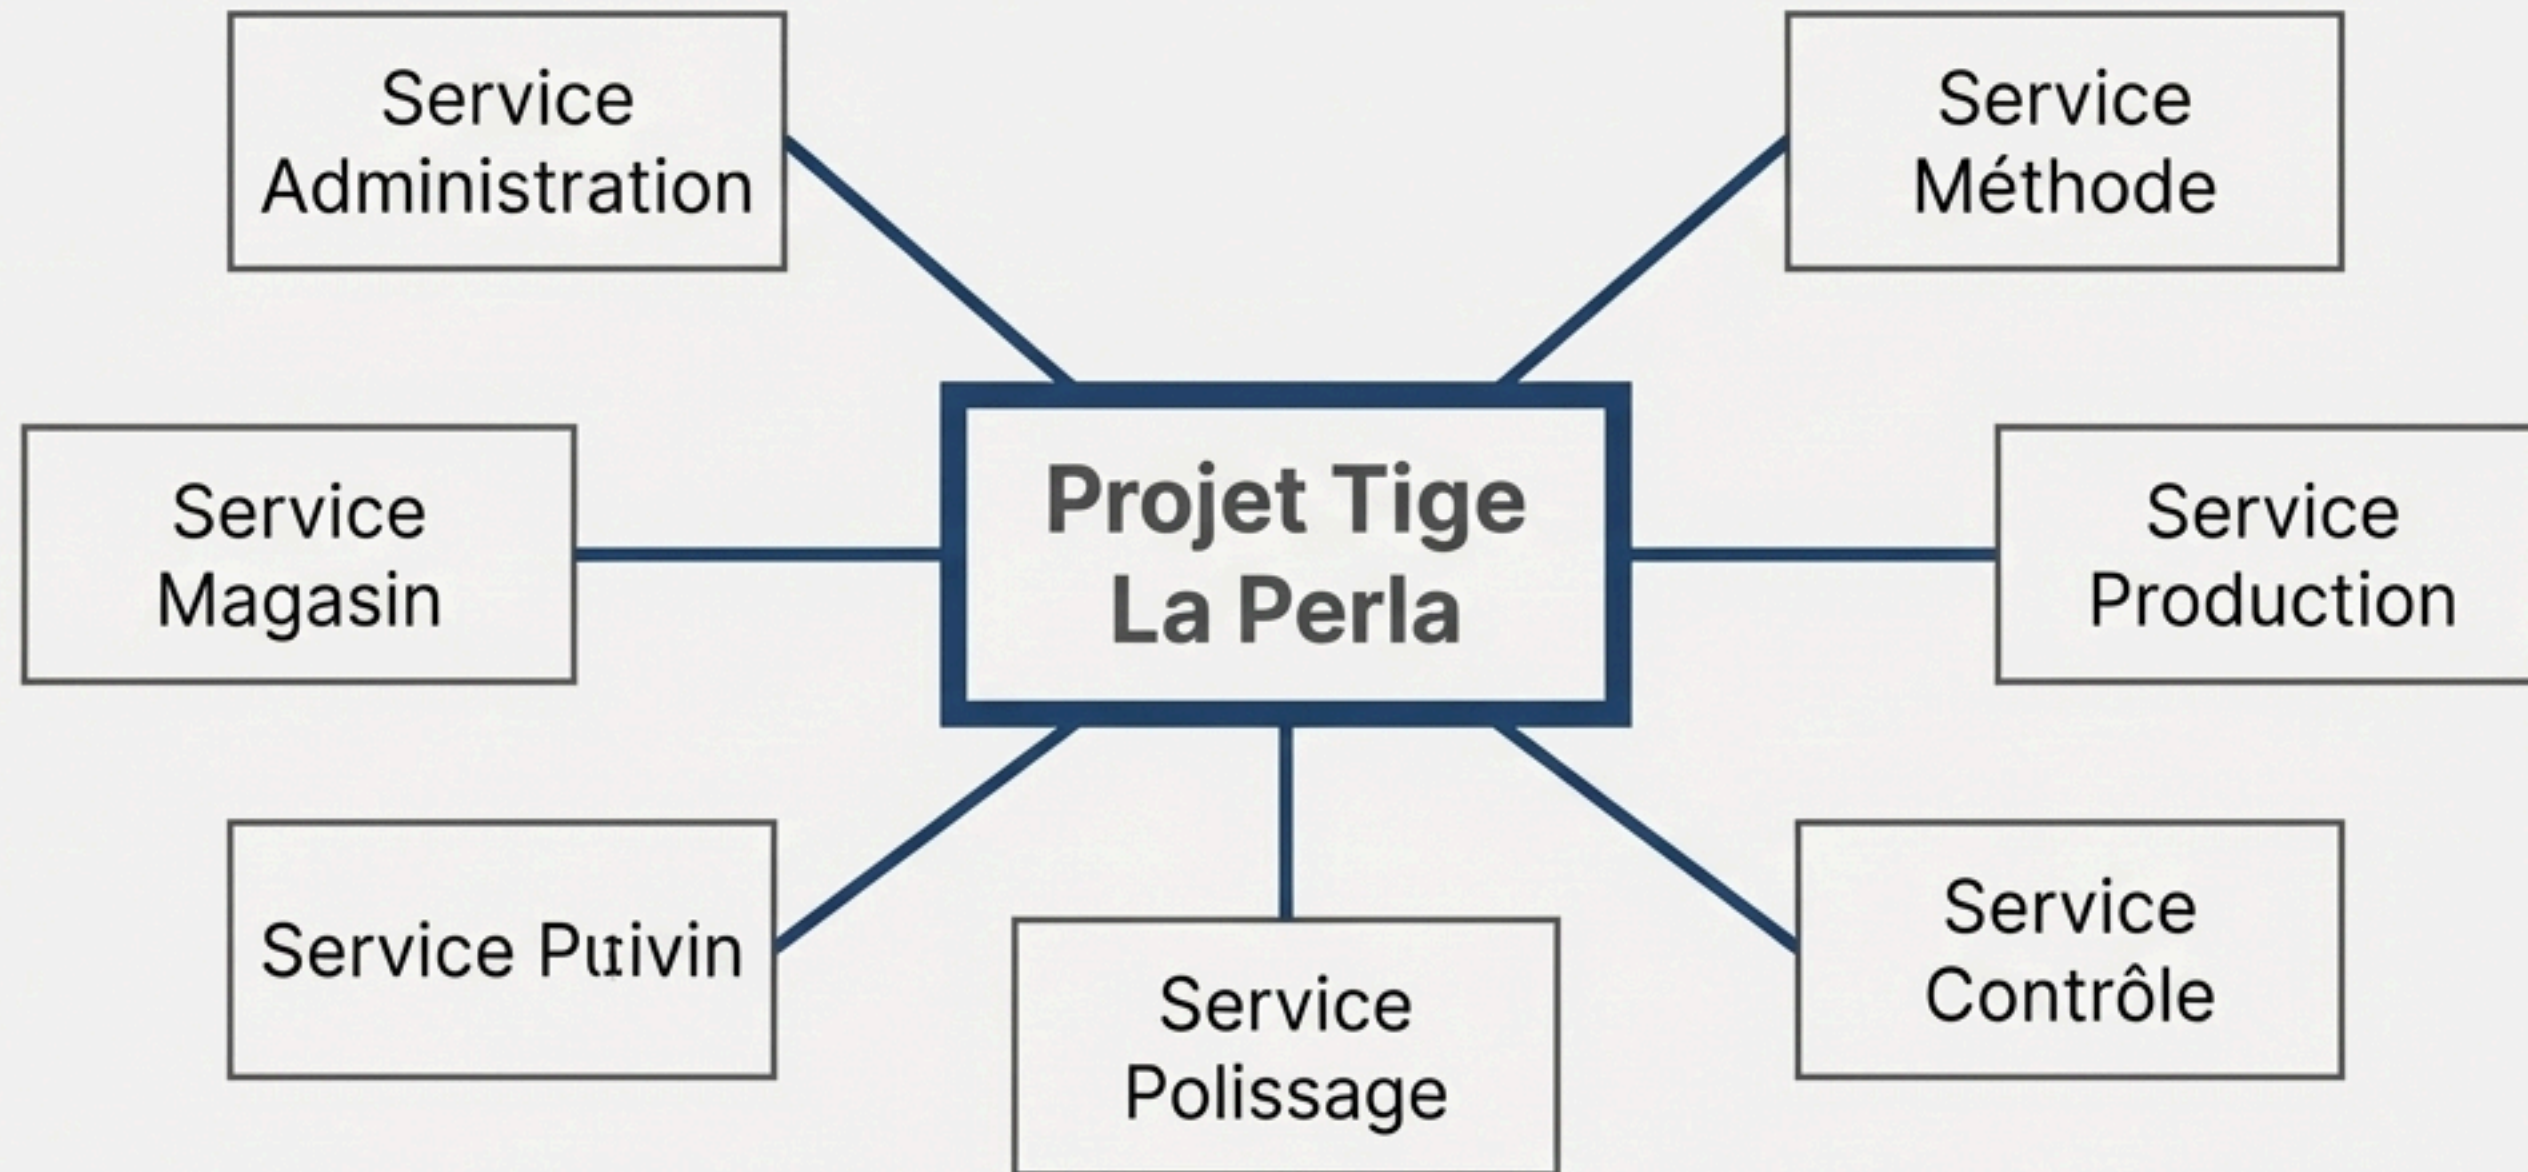 Service
Administration
Service
Méthode
Service
Magasin
Projet Tige
La Perla
Service
Production
Service
Service
Polissage
Service
Contrôle